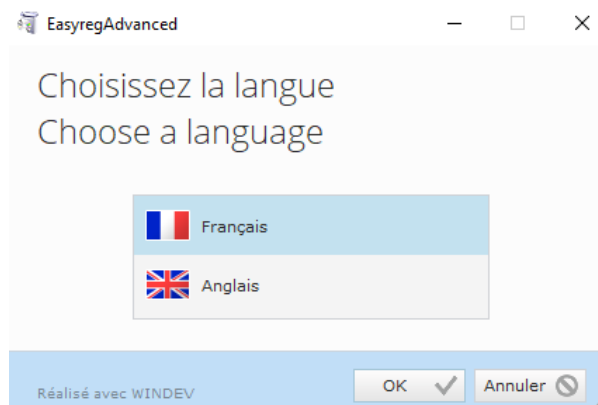 EasyregAdvanced
Choisissez la langue
Choose a language
Français
Anglais
Réalisé avec WINDEV
OK
Annuler